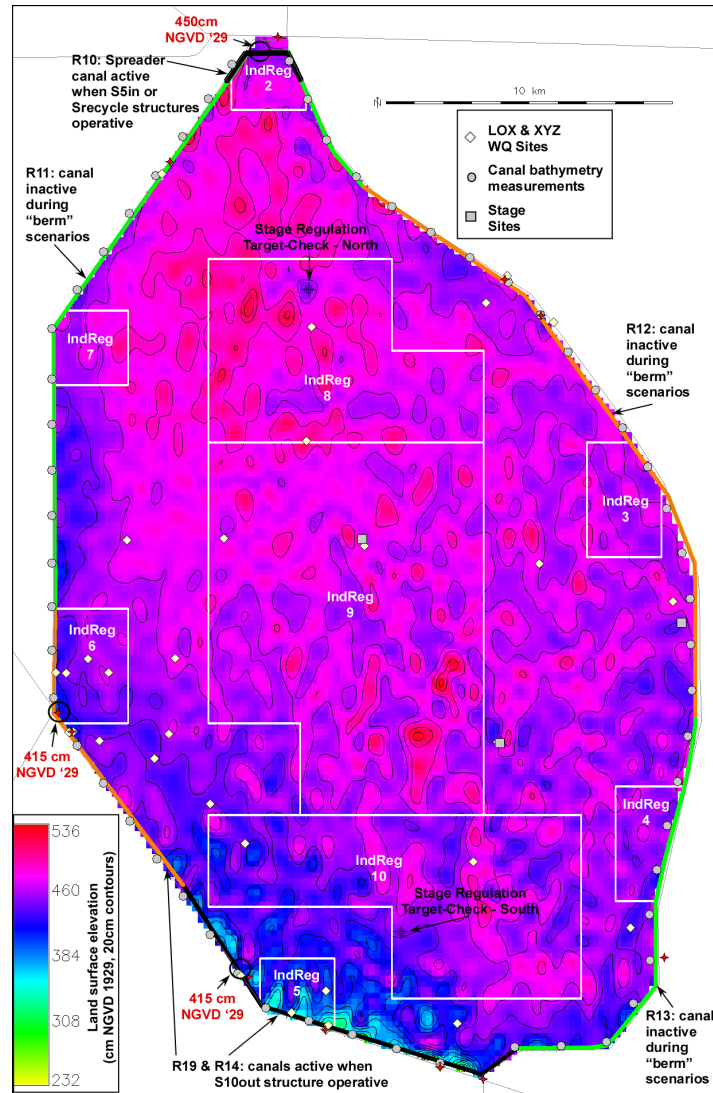 450cm
NGVD '29
R10: Spreader
canal active
when S5in or
Srecycle structures
operative
IndReg
2
10 km
N
LOX & XYZ
WQ Sites
Canal bathymetry
measurements
Stage
Sites
R11: canal
inactive
during
“berm”
scenarios
Stage Regulation
Target-Check - North
IndReg
7
R12: canal
inactive
during
“berm”
scenarios
IndReg
8
IndReg
3
IndReg
9
IndReg
6
415 cm
NGVD '29
IndReg
4
536
460
384
308
232
Land surface elevation
(cm NGVD 1929, 20cm contours)
IndReg
10
Stage Regulation
Target-Check - South
IndReg
5
415 cm
NGVD '29
R19 & R14: canals active when
S10out structure operative
R13: canal
inactive
during
“berm”
scenarios